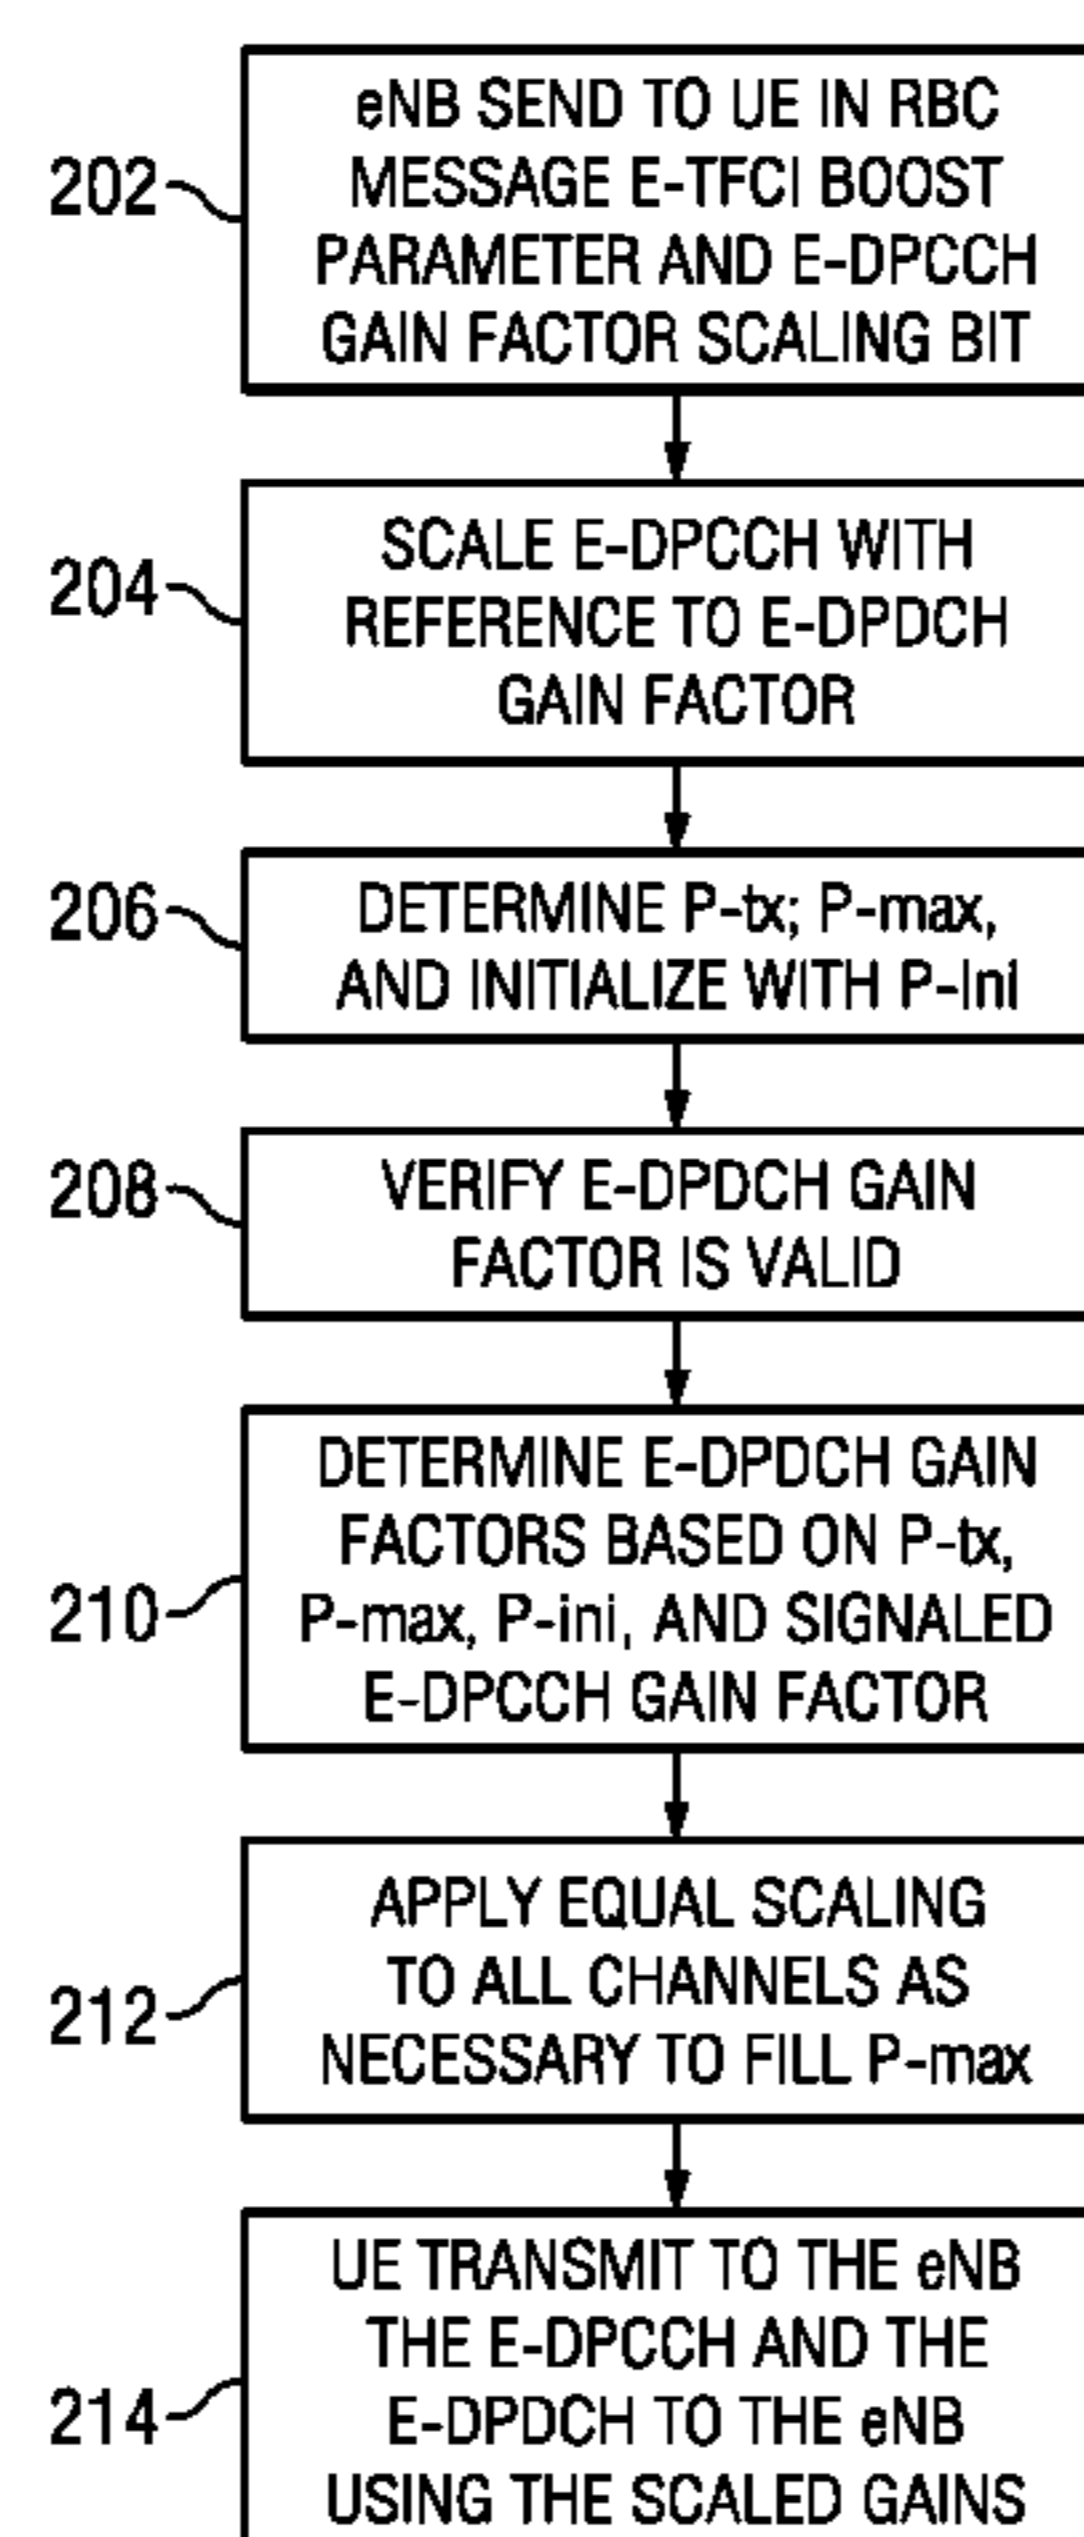 202
eNB SEND TO UE IN RBC
MESSAGE E-TFCI BOOST
PARAMETER AND E-DPCCH
GAIN FACTOR SCALING BIT
204
SCALE E-DPCCH WITH
REFERENCE TO E-DPDCH
GAIN FACTOR
206
DETERMINE P-tx; P-max,
AND INITIALIZE WITH P-Ini
208
VERIFY E-DPDCH GAIN
FACTOR IS VALID
210
DETERMINE E-DPDCH GAIN
FACTORS BASED ON P-tx,
P-max, P-ini, AND SIGNALED
E-DPCCH GAIN FACTOR
212
APPLY EQUAL SCALING
TO ALL CHANNELS AS
NECESSARY TO FILL P-max
214
UE TRANSMIT TO THE eNB
THE E-DPCCH AND THE
E-DPDCH TO THE eNB
USING THE SCALED GAINS